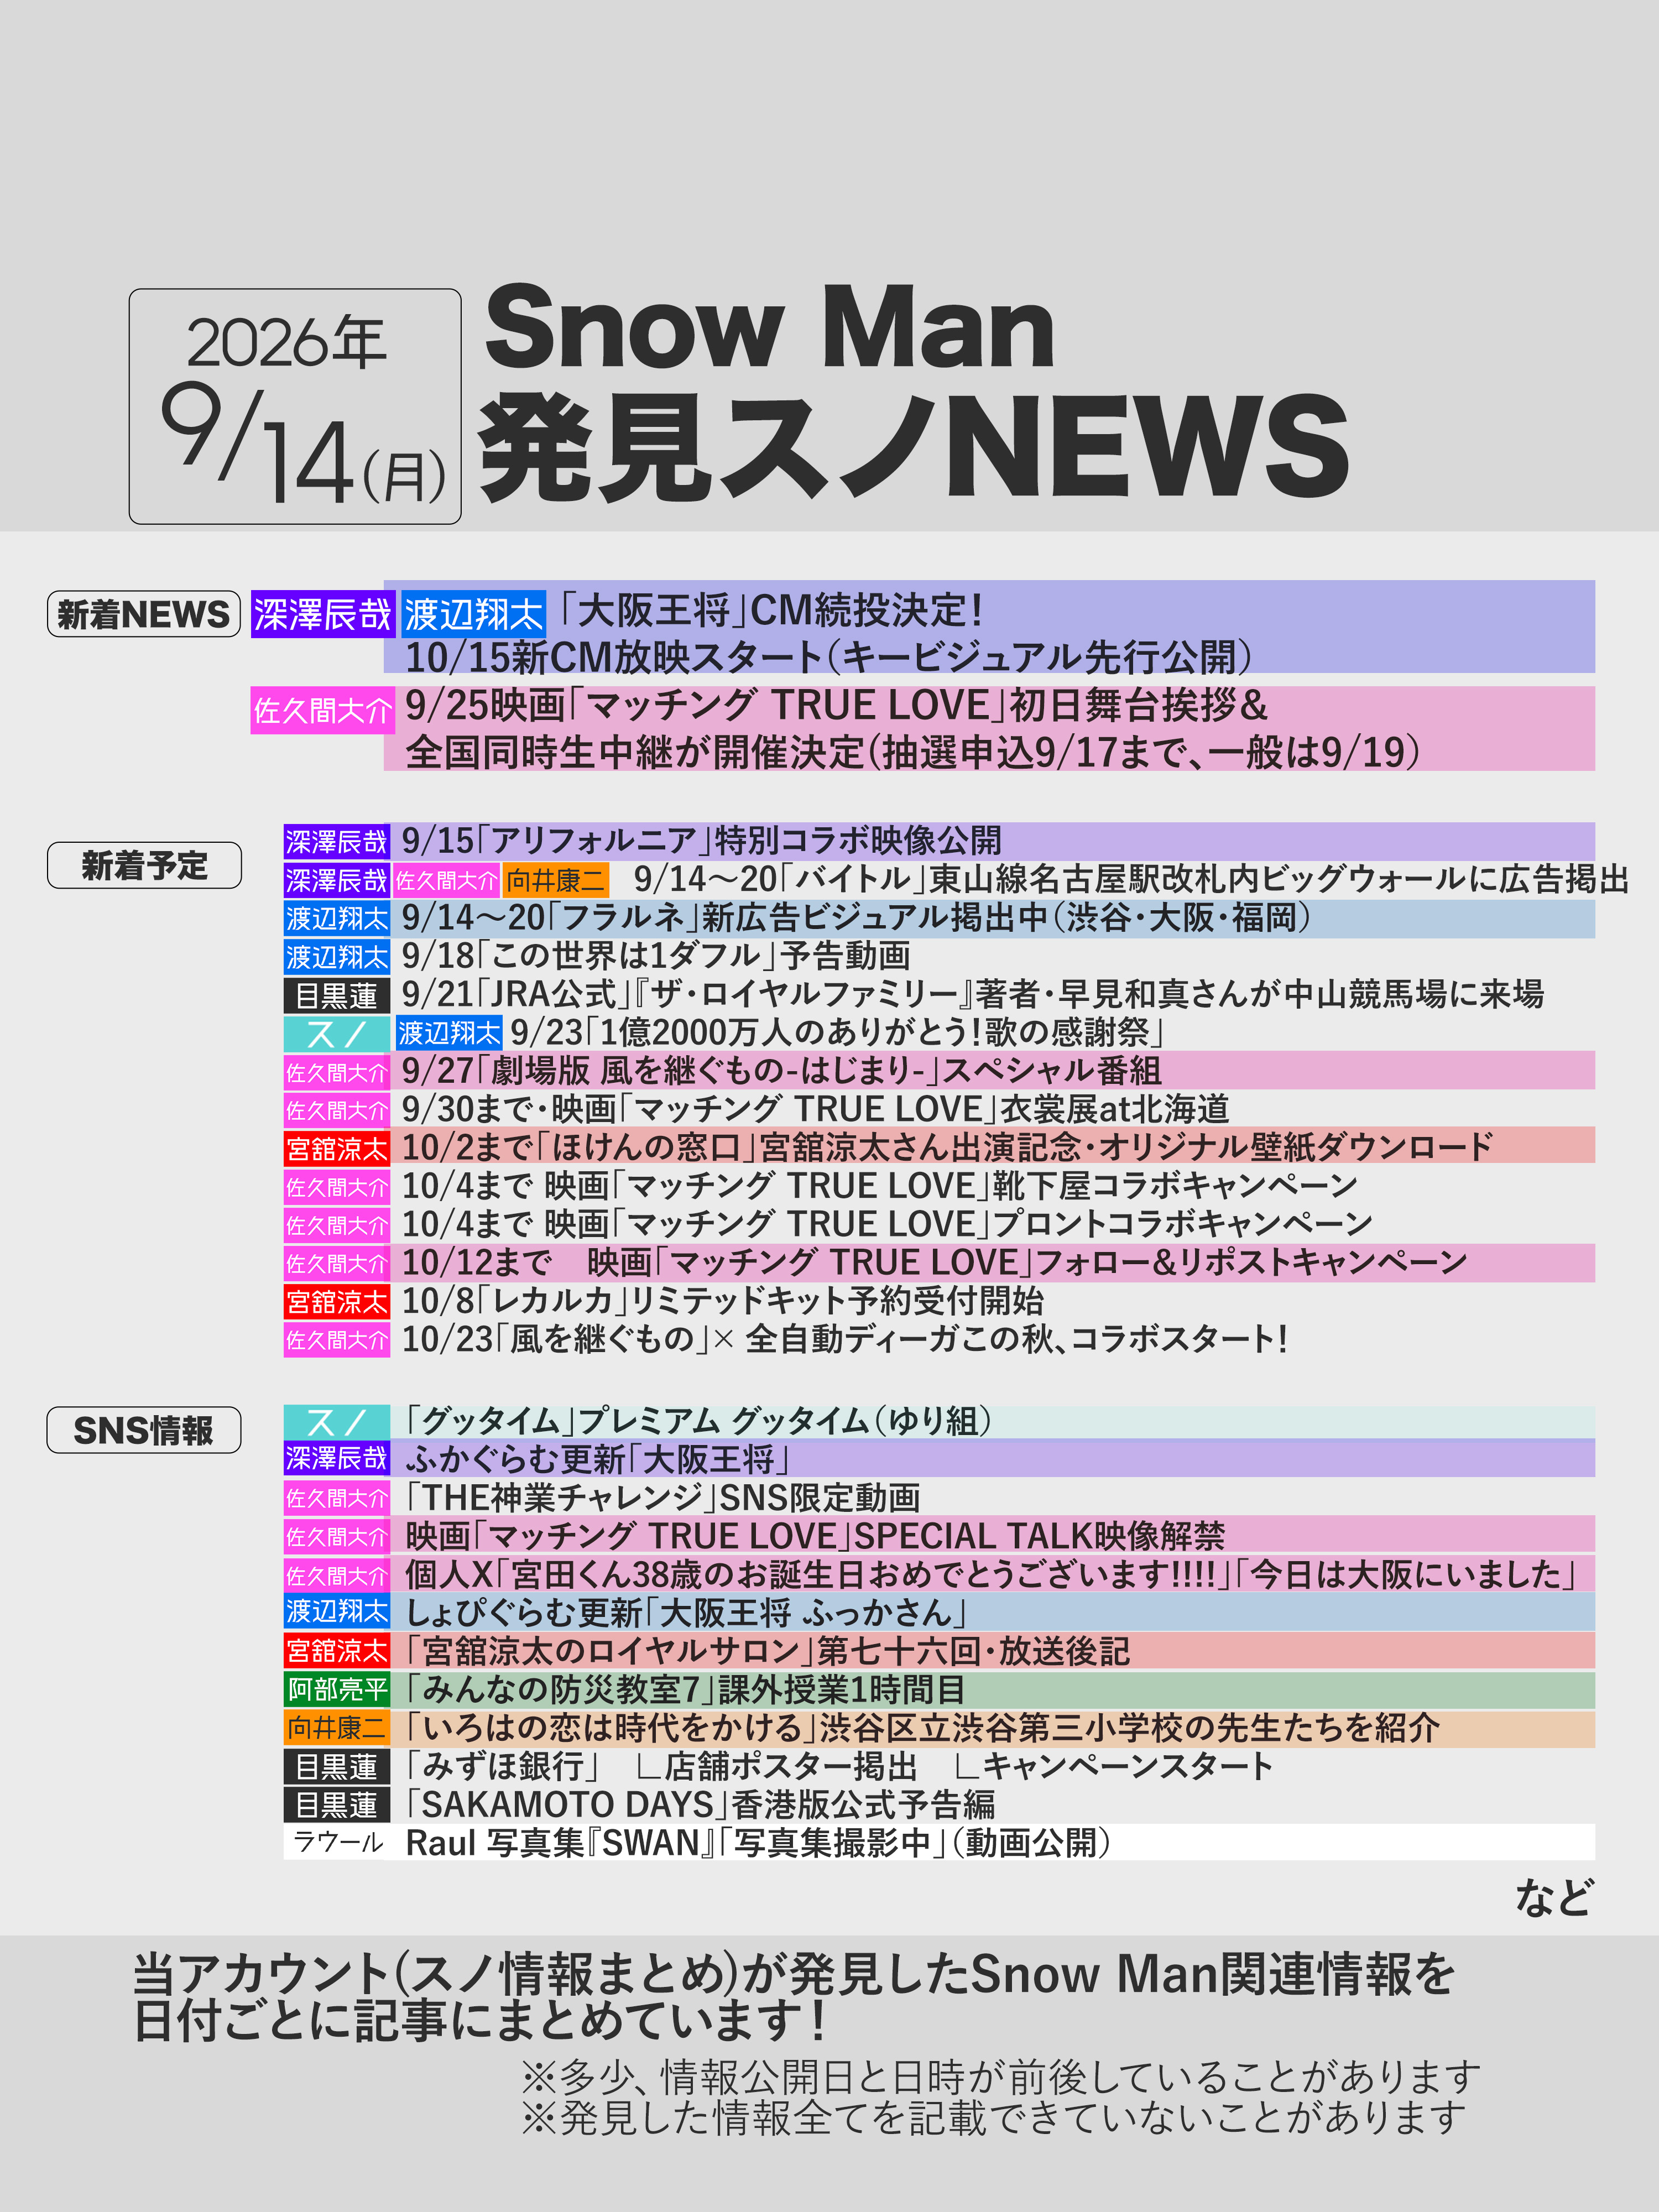 2026年
9/14(月)
Snow Man
発見スノNEWS
新着NEWS
深澤辰哉 渡辺翔太 「大阪王将」CM続投決定!
10/15新CM放映スタート(キービジュアル先行公開)
佐久間大介 9/25映画「マッチング TRUE LOVE」初日舞台挨拶&
全国同時生中継が開催決定(抽選申込9/17まで、一般は9/19)
新着予定
深澤辰哉 9/15「アリフォルニア」特別コラボ映像公開
深澤辰哉 佐久間大介 向井康二 9/14〜20「バイトル」東山線名古屋駅改札内ビッグウォールに広告掲出
渡辺翔太 9/14〜20「フラルネ」新広告ビジュアル掲出中(渋谷・大阪・福岡)
渡辺翔太 9/18「この世界は1ダフル」予告動画
目黒蓮 9/21「JRA公式」『ザ・ロイヤルファミリー』著者・早見和真さんが中山競馬場に来場
スノ 渡辺翔太 9/23「1億2000万人のありがとう!歌の感謝祭」
佐久間大介 9/27「劇場版 風を継ぐもの-はじまり-」スペシャル番組
佐久間大介 9/30まで・映画「マッチング TRUE LOVE」衣裳展at北海道
宮舘涼太 10/2まで「ほけんの窓口」宮舘涼太さん出演記念・オリジナル壁紙ダウンロード
佐久間大介 10/4まで 映画「マッチング TRUE LOVE」靴下屋コラボキャンペーン
佐久間大介 10/4まで 映画「マッチング TRUE LOVE」プロントコラボキャンペーン
佐久間大介 10/12まで　映画「マッチング TRUE LOVE」フォロー&リポストキャンペーン
宮舘涼太 10/8「レカルカ」リミテッドキット予約受付開始
佐久間大介 10/23「風を継ぐもの」× 全自動ディーガこの秋、コラボスタート!
SNS情報
スノ 「グッタイム」プレミアム グッタイム(ゆり組)
深澤辰哉 ふかぐらむ更新「大阪王将」
佐久間大介 「THE神業チャレンジ」SNS限定動画
佐久間大介 映画「マッチング TRUE LOVE」SPECIAL TALK映像解禁
佐久間大介 個人X「宮田くん38歳のお誕生日おめでとうございます!!!!」「今日は大阪にいました」
渡辺翔太 しょぴぐらむ更新「大阪王将 ふっかさん」
宮舘涼太 「宮舘涼太のロイヤルサロン」第七十六回・放送後記
阿部亮平 「みんなの防災教室7」課外授業1時間目
向井康二 「いろはの恋は時代をかける」渋谷区立渋谷第三小学校の先生たちを紹介
目黒蓮 「みずほ銀行」　∟店舗ポスター掲出　∟キャンペーンスタート
目黒蓮 「SAKAMOTO DAYS」香港版公式予告編
ラウール Raul 写真集『SWAN』「写真集撮影中」(動画公開)
など
当アカウント(スノ情報まとめ)が発見したSnow Man関連情報を
日付ごとに記事にまとめています!
※多少、情報公開日と日時が前後していることがあります
※発見した情報全てを記載できていないことがあります